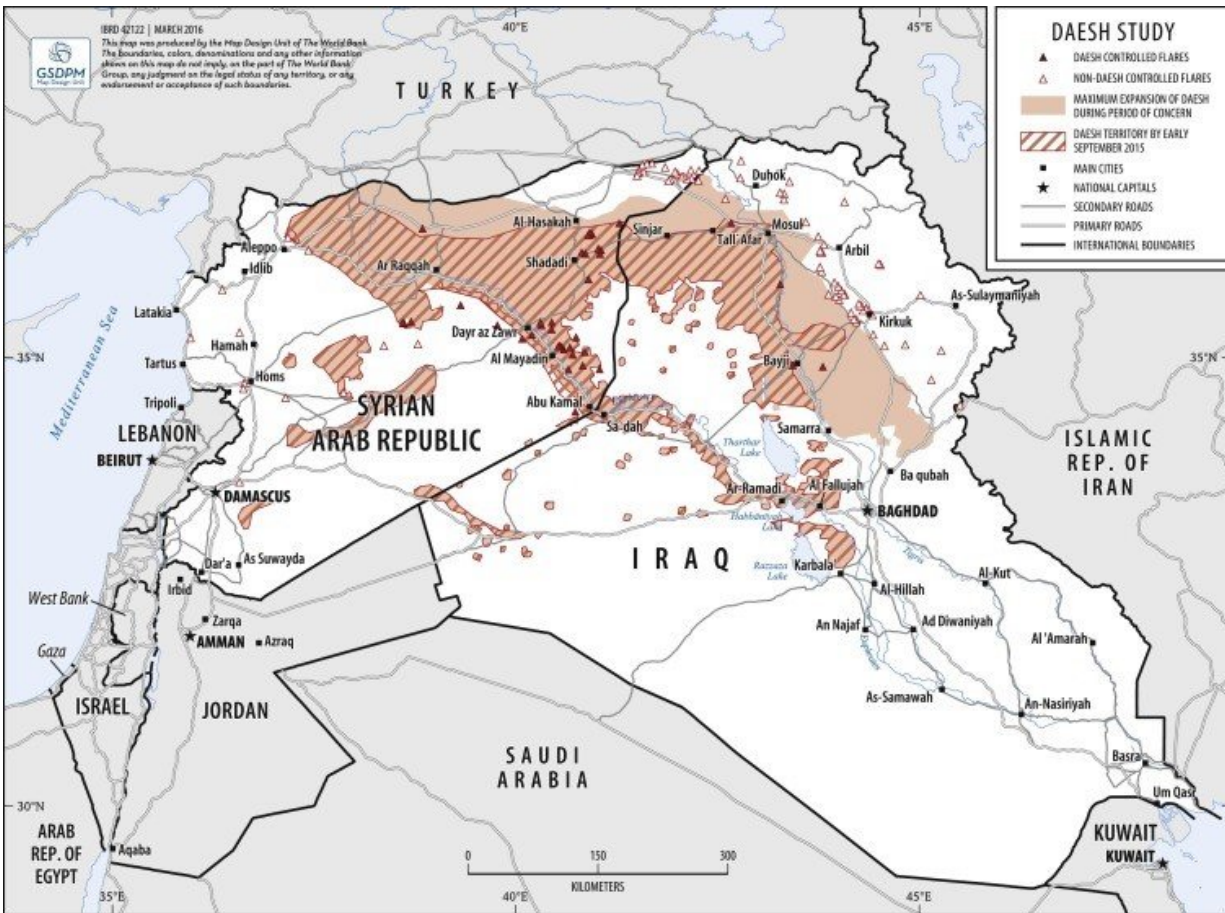 IBRD 42122 | MARCH 2016
This map was produced by the Map Design Unit of The World Bank.
The boundaries, colors, denominations and any other information
shown on this map do not imply, on the part of The World Bank
Group, any judgment on the legal status of any territory, or any
endorsement or acceptance of such boundaries.
GSDPM
Map Design Unit
40°E
45°E
DAESH STUDY
DAESH CONTROLLED FLARES
NON-DAESH CONTROLLED FLARES
MAXIMUM EXPANSION OF DAESH
DURING PERIOD OF CONCERN
DAESH TERRITORY BY EARLY
SEPTEMBER 2015
MAIN CITIES
NATIONAL CAPITALS
SECONDARY ROADS
PRIMARY ROADS
INTERNATIONAL BOUNDARIES
TURKEY
Duhok
Al-Hasakah
Sinjar
Tall 'Afar
Mosul
Arbil
Aleppo
Idlib
Ar Raqqah
Shadadi
As-Sulaymaniyah
Latakia
Kirkuk
Dayr az Zawr
Hamah
Al Mayadin
Bayji
35°N
35°N
Tartus
Homs
Mediterranean Sea
Tripoli
Abu Kamal
Sa-dah
SYRIAN
ARAB REPUBLIC
Samarra
LEBANON
BEIRUT
Tharthar
Lake
ISLAMIC
REP. OF
IRAN
Ba qubah
DAMASCUS
Ar-Ramadi
Al Fallujah
BAGHDAD
Habbaniyah
Lake
IRAQ
Tigris
Dar'a
As Suwayda
Razzaza
Lake
Karbala
Irbid
Al-Hillah
Al-Kut
West Bank
Zarqa
AMMAN
Azraq
An Najaf
Ad Diwaniyah
Al 'Amarah
Euphrates
Gaza
ISRAEL
JORDAN
As-Samawah
An-Nasiriyah
SAUDI
ARABIA
Basra
Um Qasr
30°N
30°N
ARAB
REP. OF
EGYPT
Aqaba
KUWAIT
KUWAIT
0
150
300
KILOMETERS
35°E
40°E
45°E